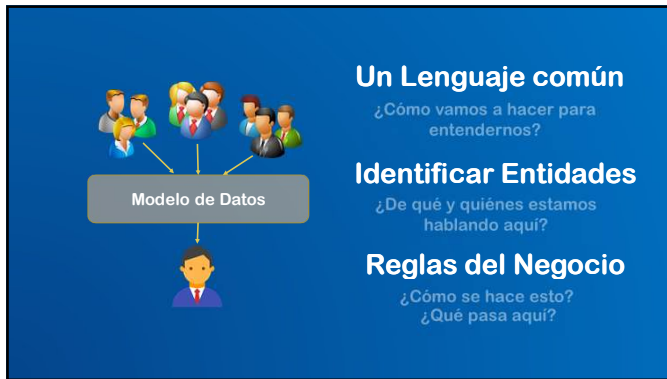 Un Lenguaje común
¿Cómo vamos a hacer para
entendernos?
Modelo de Datos
Identificar Entidades
¿De qué y quiénes estamos
hablando aquí?
Reglas del Negocio
¿Cómo se hace esto?
¿Qué pasa aquí?